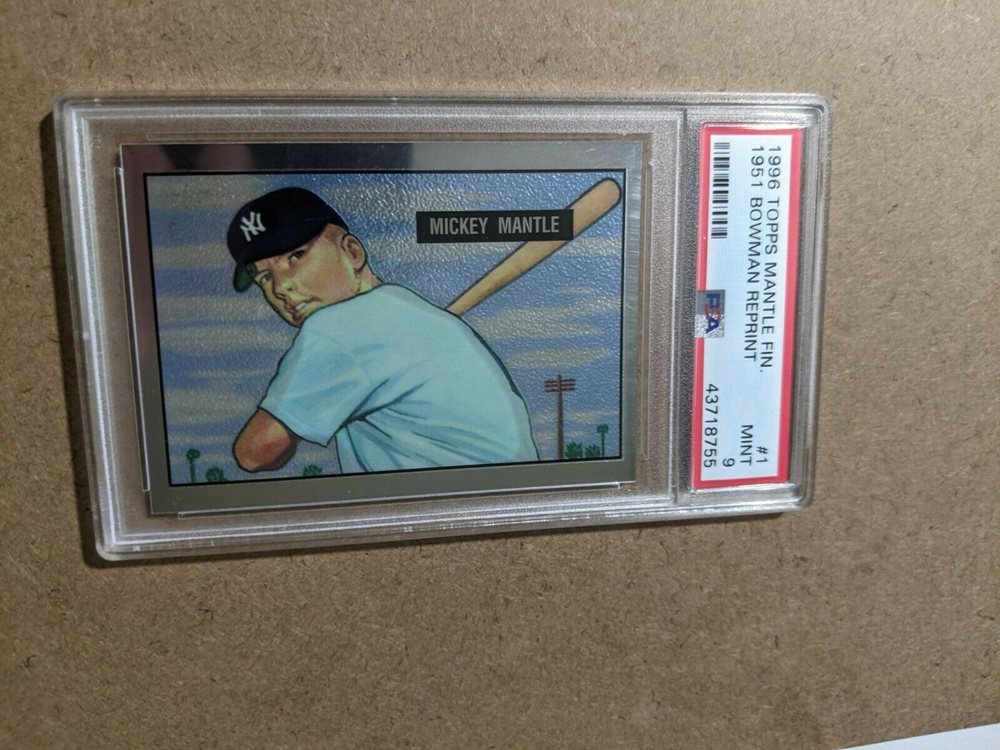 NY
MICKEY MANTLE
1996 TOPPS MANTLE FIN. #1
1951 BOWMAN REPRINT MINT
9
PSA 43718755